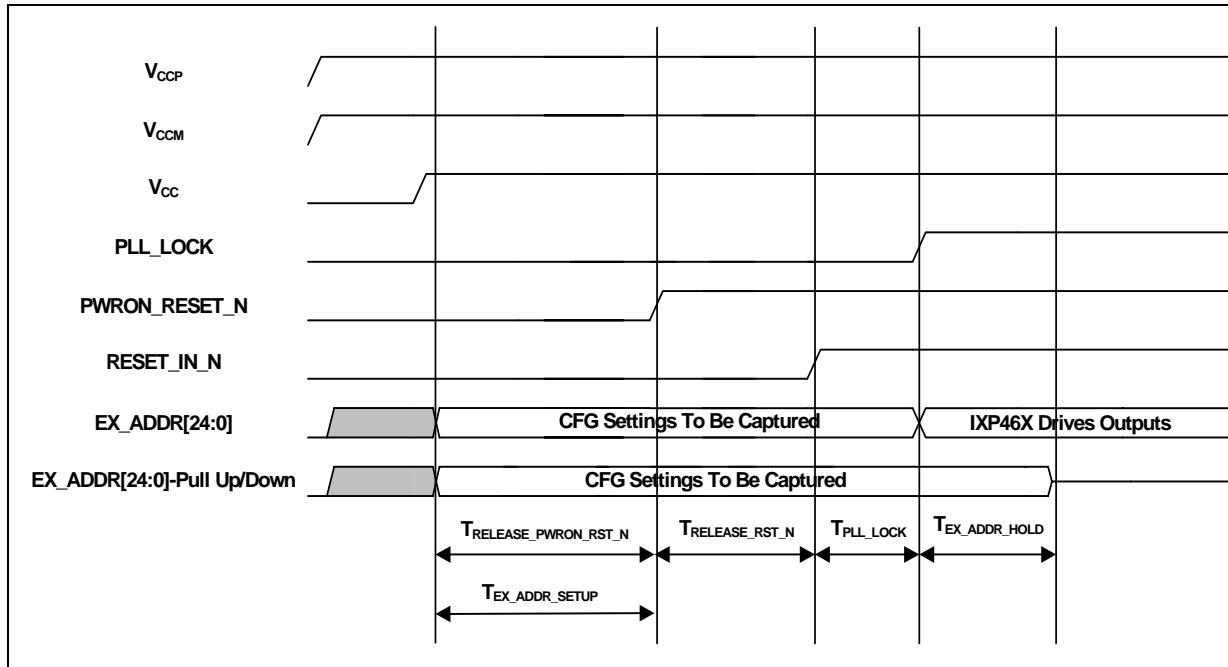 VCCP
VCCM
VCC
PLL_LOCK
PWRON_RESET_N
RESET_IN_N
EX_ADDR[24:0] CFG Settings To Be Captured IXP46X Drives Outputs
EX_ADDR[24:0]-Pull Up/Down CFG Settings To Be Captured
TRELEASE_PWRON_RST_N TRELEASE_RST_N TPLL_LOCK TEX_ADDR_HOLD
TEX_ADDR_SETUP